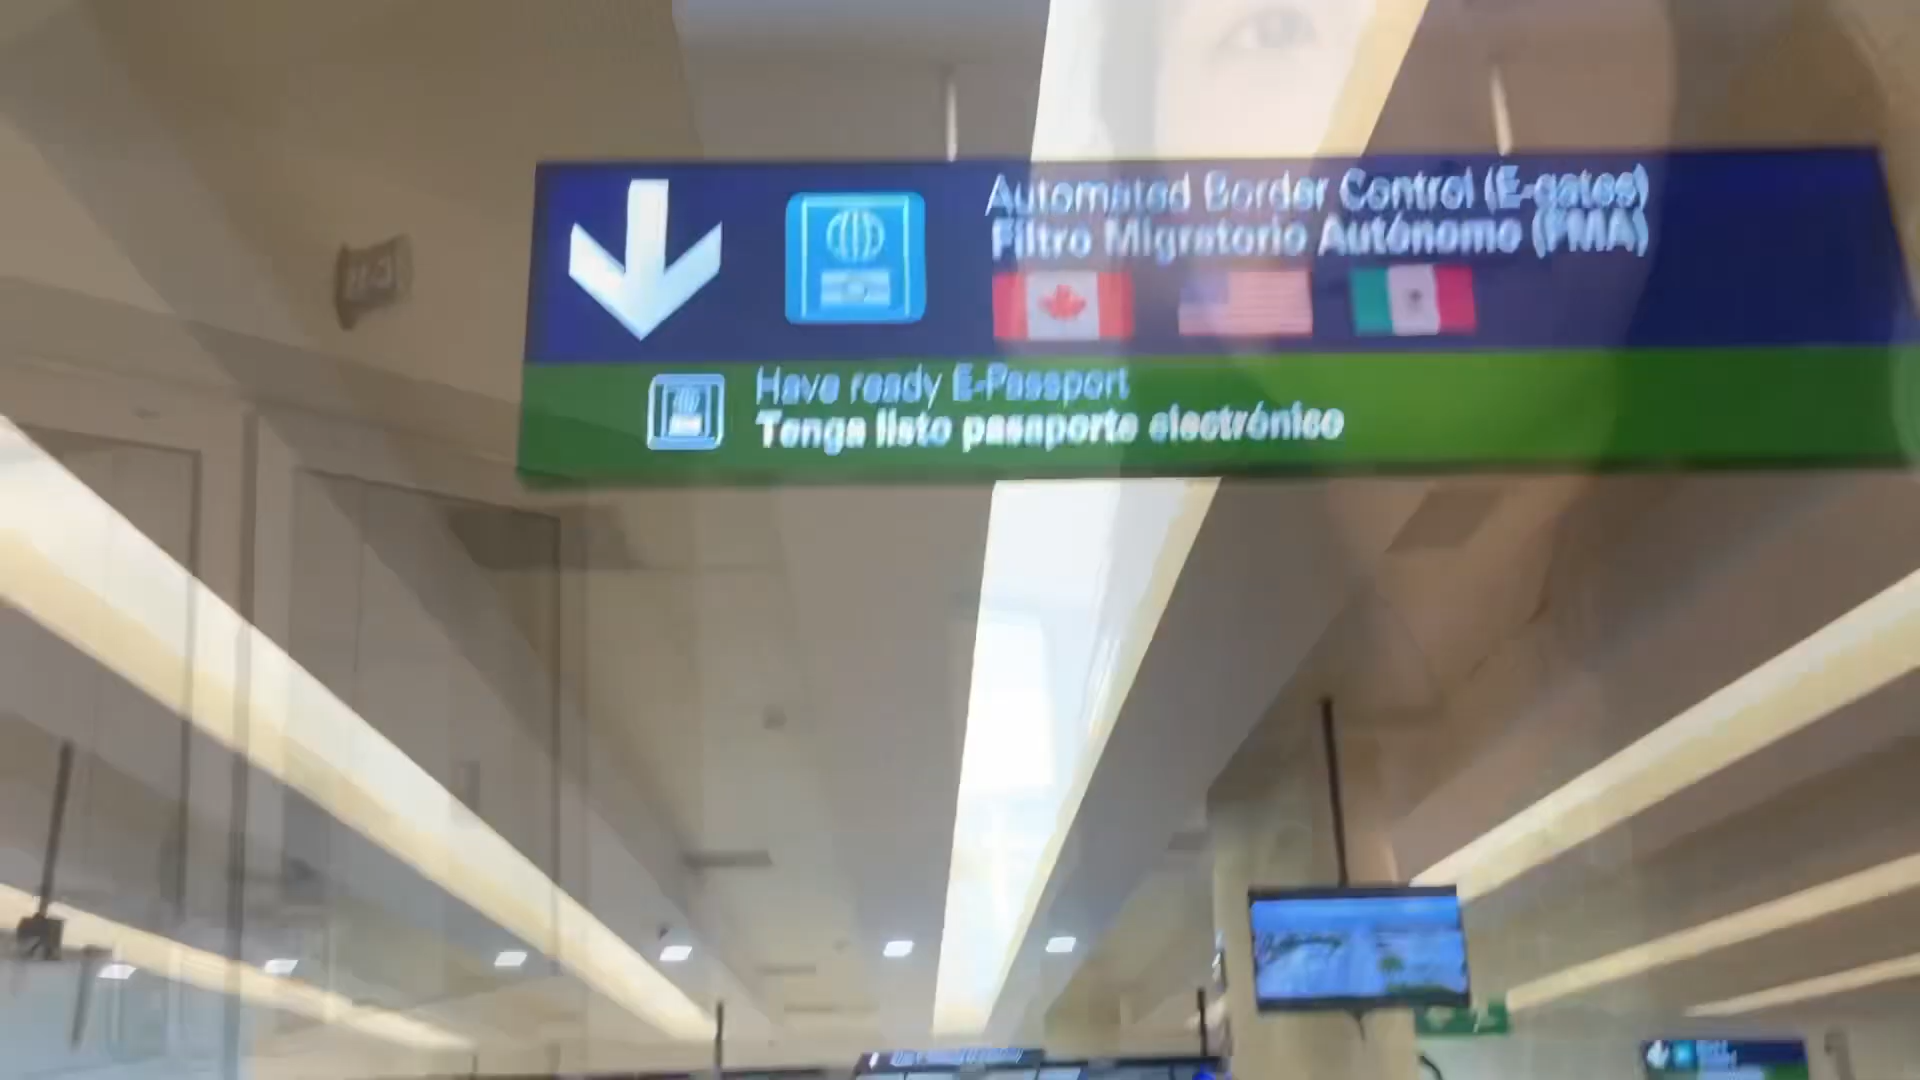 Automated Border Control (E-gates)
Filtro Migratorio Autónomo (FMA)
Have ready E-Passport
Tenga listo pasaporte electrónico